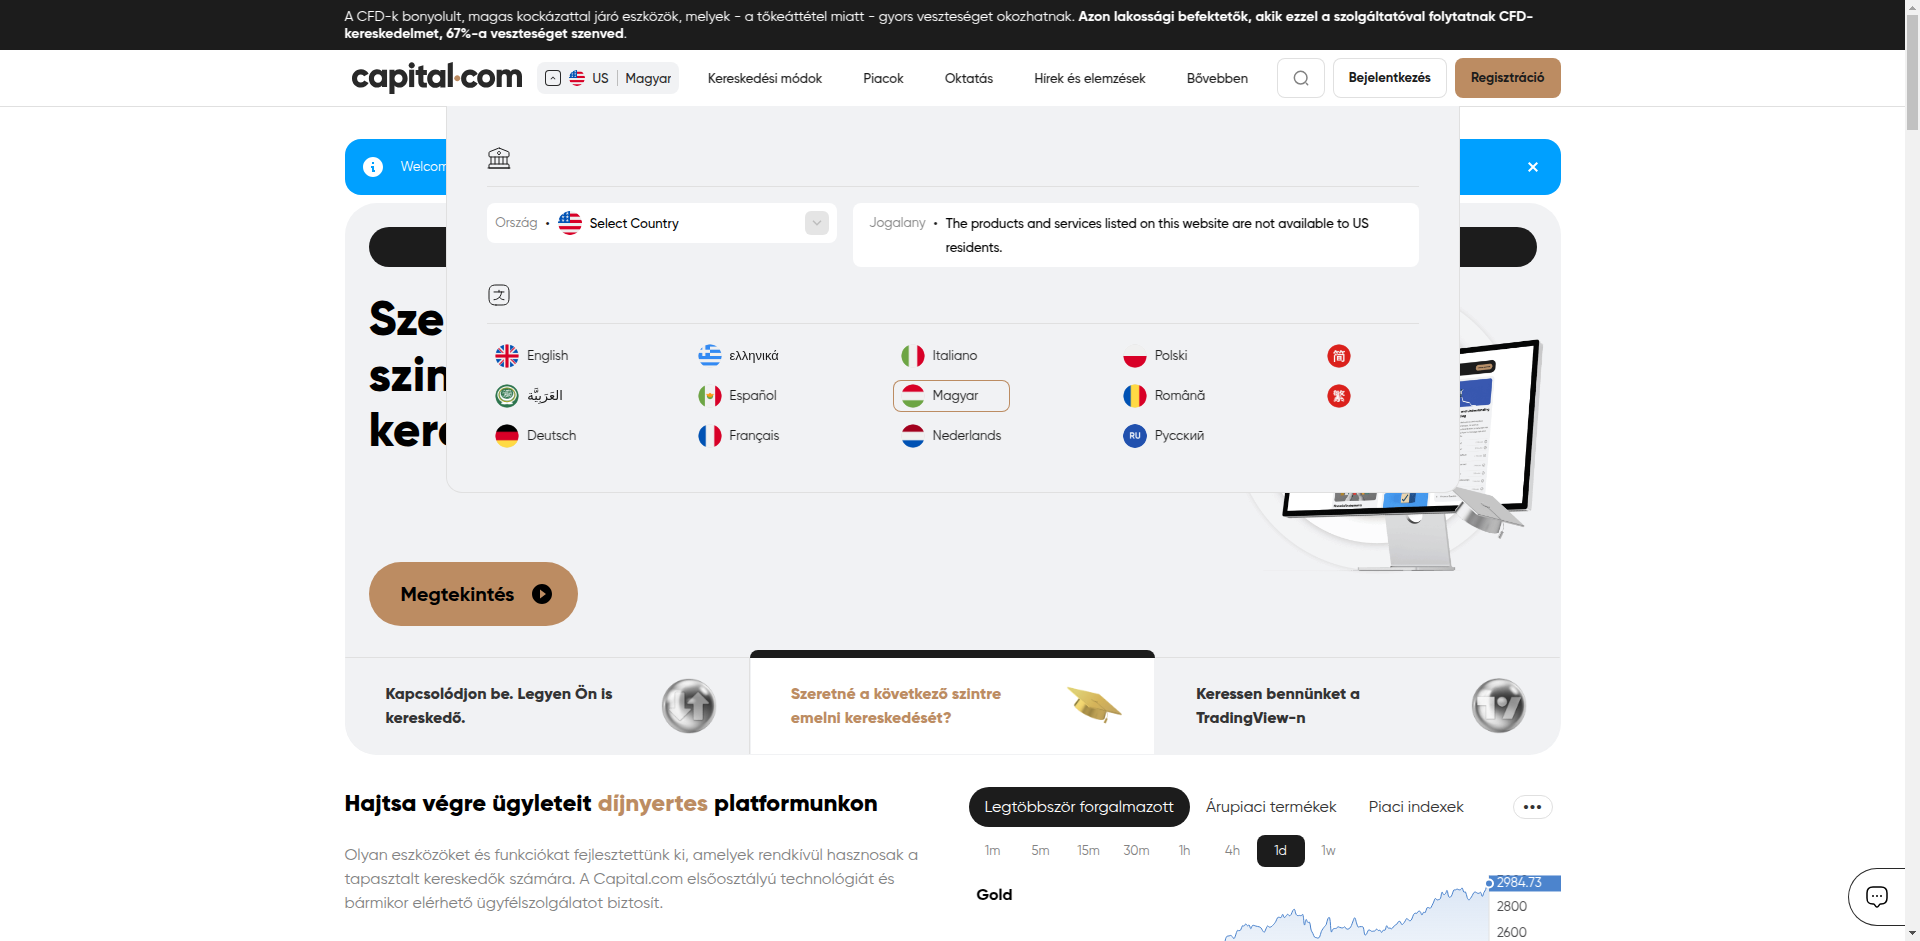 A CFD-k bonyolult, magas kockázattal járó eszközök, melyek - a tőkeáttétel miatt - gyors veszteséget okozhatnak. Azon lakossági befektetők, akik ezzel a szolgáltatóval folytatnak CFD-
kereskedelmet, 67%-a veszteséget szenved.
capital.com
US Magyar
Kereskedési módok
Piacok
Oktatás
Hírek és elemzések
Bővebben
Bejelentkezés
Regisztráció
Welcom
Ország • Select Country
Jogalany • The products and services listed on this website are not available to US
residents.
Sze
szin
kere
English
ελληνικά
Italiano
Polski
简
العَرَبِيَّة
Español
Magyar
Română
繁
Deutsch
Français
Nederlands
RU Русский
Megtekintés
Kapcsolódjon be. Legyen Ön is
kereskedő.
Szeretné a következő szintre
emelni kereskedését?
Keressen bennünket a
TradingView-n
Hajtsa végre ügyleteit díjnyertes platformunkon
Olyan eszközöket és funkciókat fejlesztettünk ki, amelyek rendkívül hasznosak a
tapasztalt kereskedők számára. A Capital.com elsőosztályú technológiát és
bármikor elérhető ügyfélszolgálatot biztosít.
Legtöbbször forgalmazott
Árupiaci termékek
Piaci indexek
1m 5m 15m 30m 1h 4h 1d 1w
Gold
2984.73
2800
2600